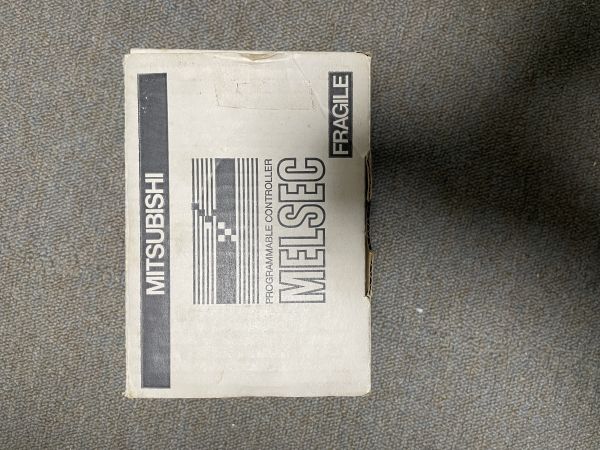 MITSUBISHI
PROGRAMMABLE CONTROLLER
MELSEC
FRAGILE